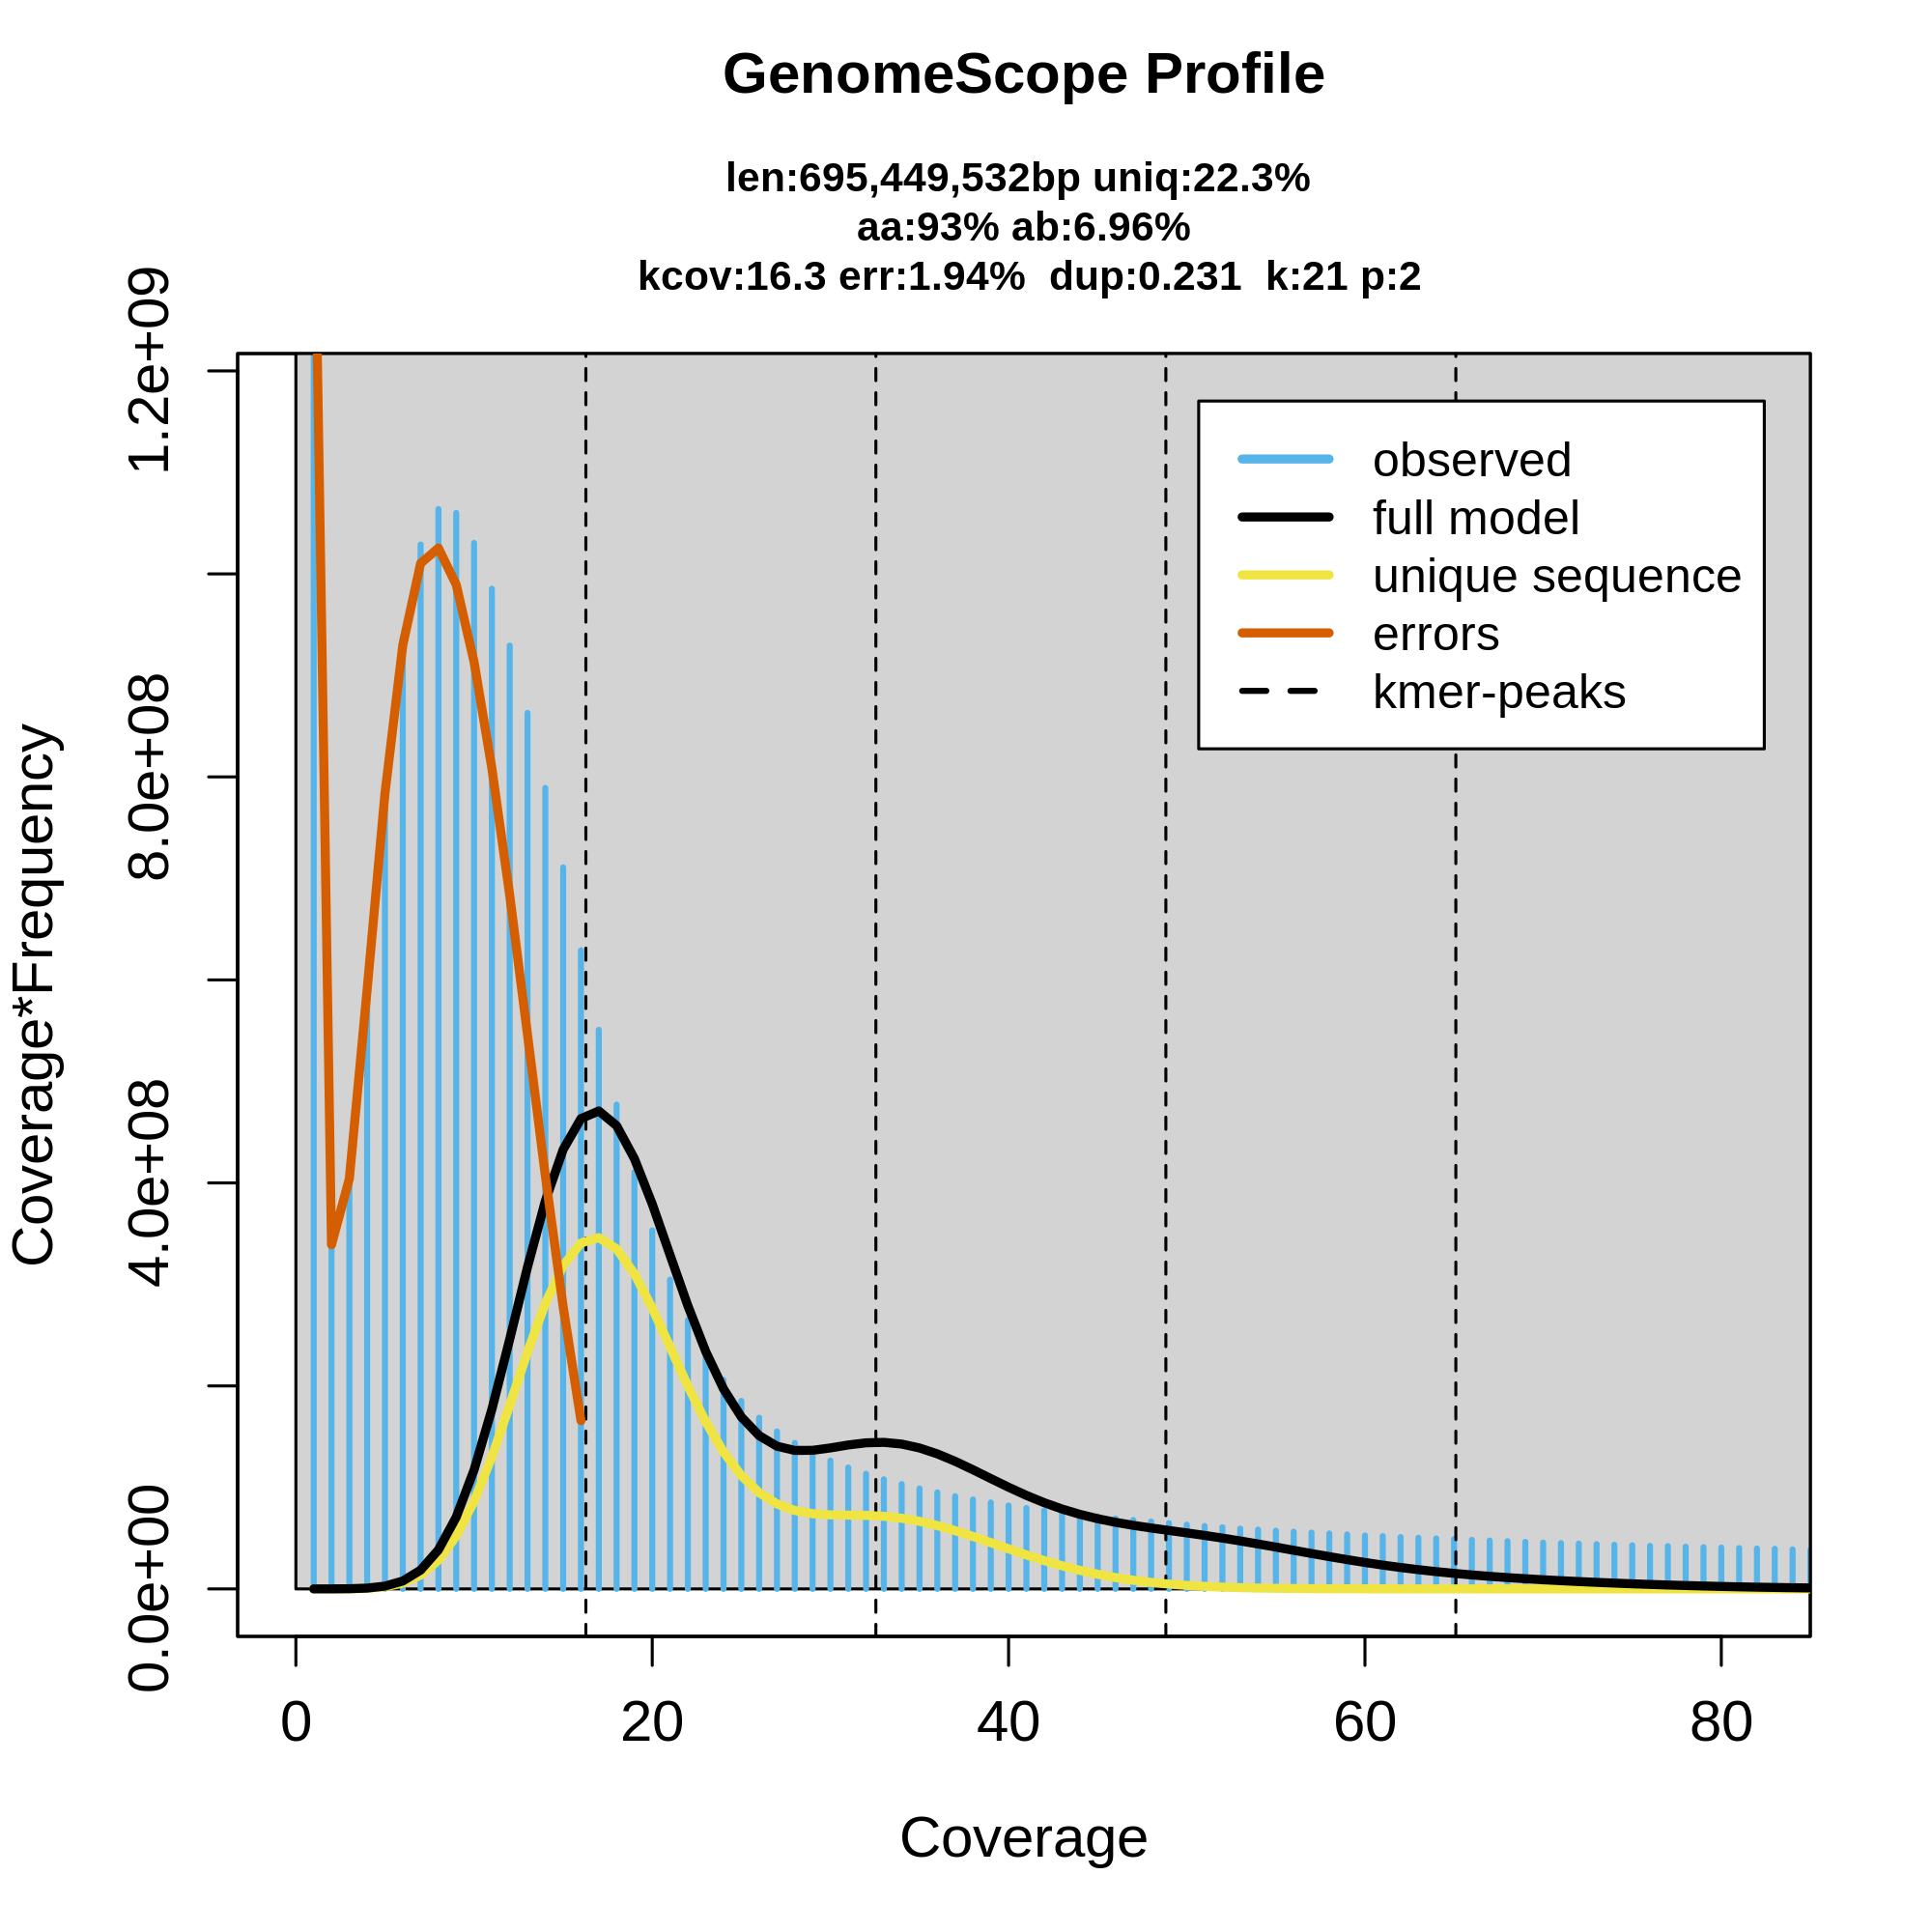 GenomeScope Profile
len:695,449,532bp uniq:22.3%
aa:93% ab:6.96%
kcov:16.3 err:1.94%  dup:0.231  k:21 p:2
Coverage*Frequency
1.2e+09
8.0e+08
4.0e+08
0.0e+00
observed
full model
unique sequence
errors
kmer-peaks
0 20 40 60 80
Coverage